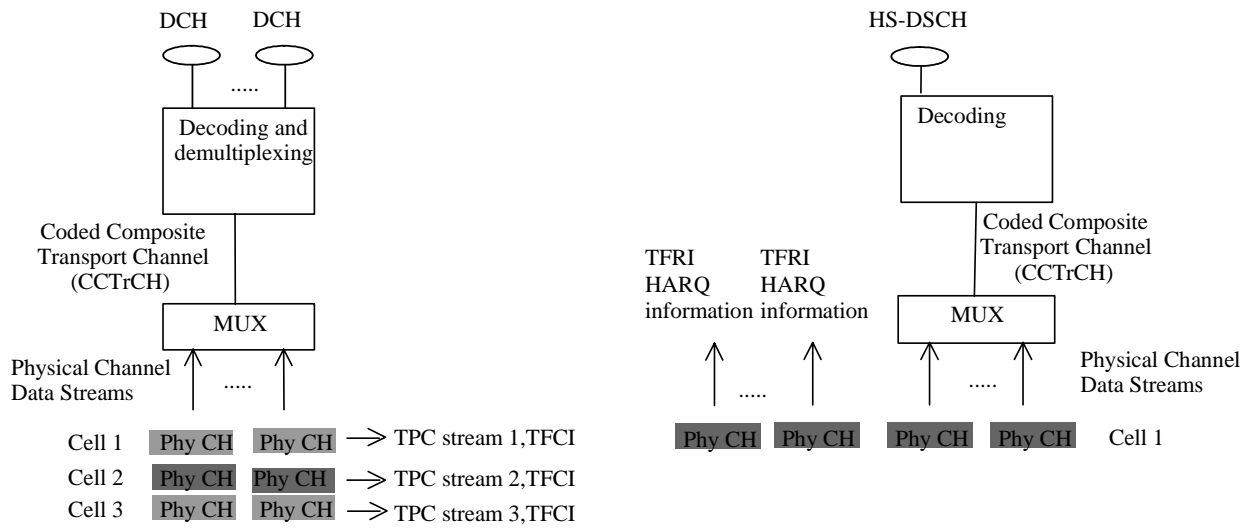 DCH DCH
.....
Decoding and
demultiplexing
Coded Composite
Transport Channel
(CCTrCH)
MUX
Physical Channel
Data Streams
.....
Cell 1 Phy CH Phy CH TPC stream 1,TFCI
Cell 2 Phy CH Phy CH TPC stream 2,TFCI
Cell 3 Phy CH Phy CH TPC stream 3,TFCI
HS-DSCH
Decoding
Coded Composite
Transport Channel
(CCTrCH)
TFRI
HARQ
information
TFRI
HARQ
information
MUX
Physical Channel
Data Streams
.....
.....
Phy CH Phy CH Phy CH Phy CH Cell 1